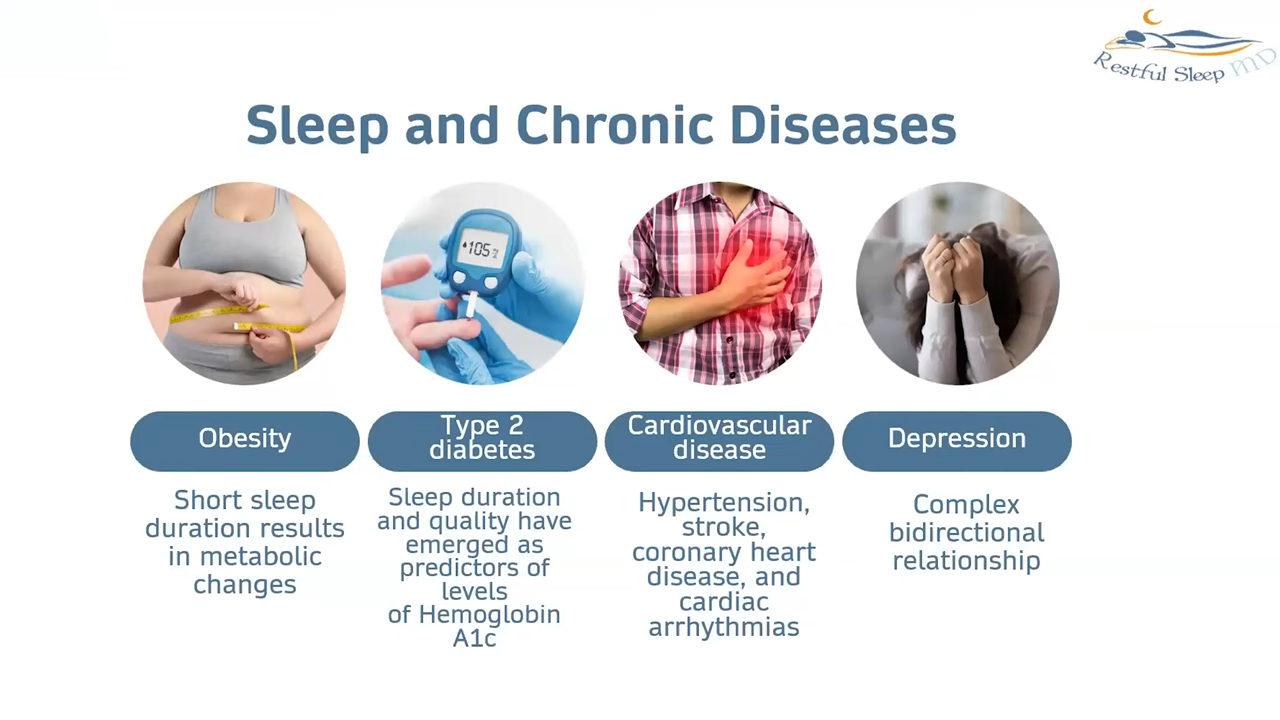 Restful Sleep MD
Sleep and Chronic Diseases
105
Obesity
Type 2
diabetes
Cardiovascular
disease
Depression
Short sleep
duration results
in metabolic
changes
Sleep duration
and quality have
emerged as
predictors of
levels
of Hemoglobin
A1c
Hypertension,
stroke,
coronary heart
disease, and
cardiac
arrhythmias
Complex
bidirectional
relationship